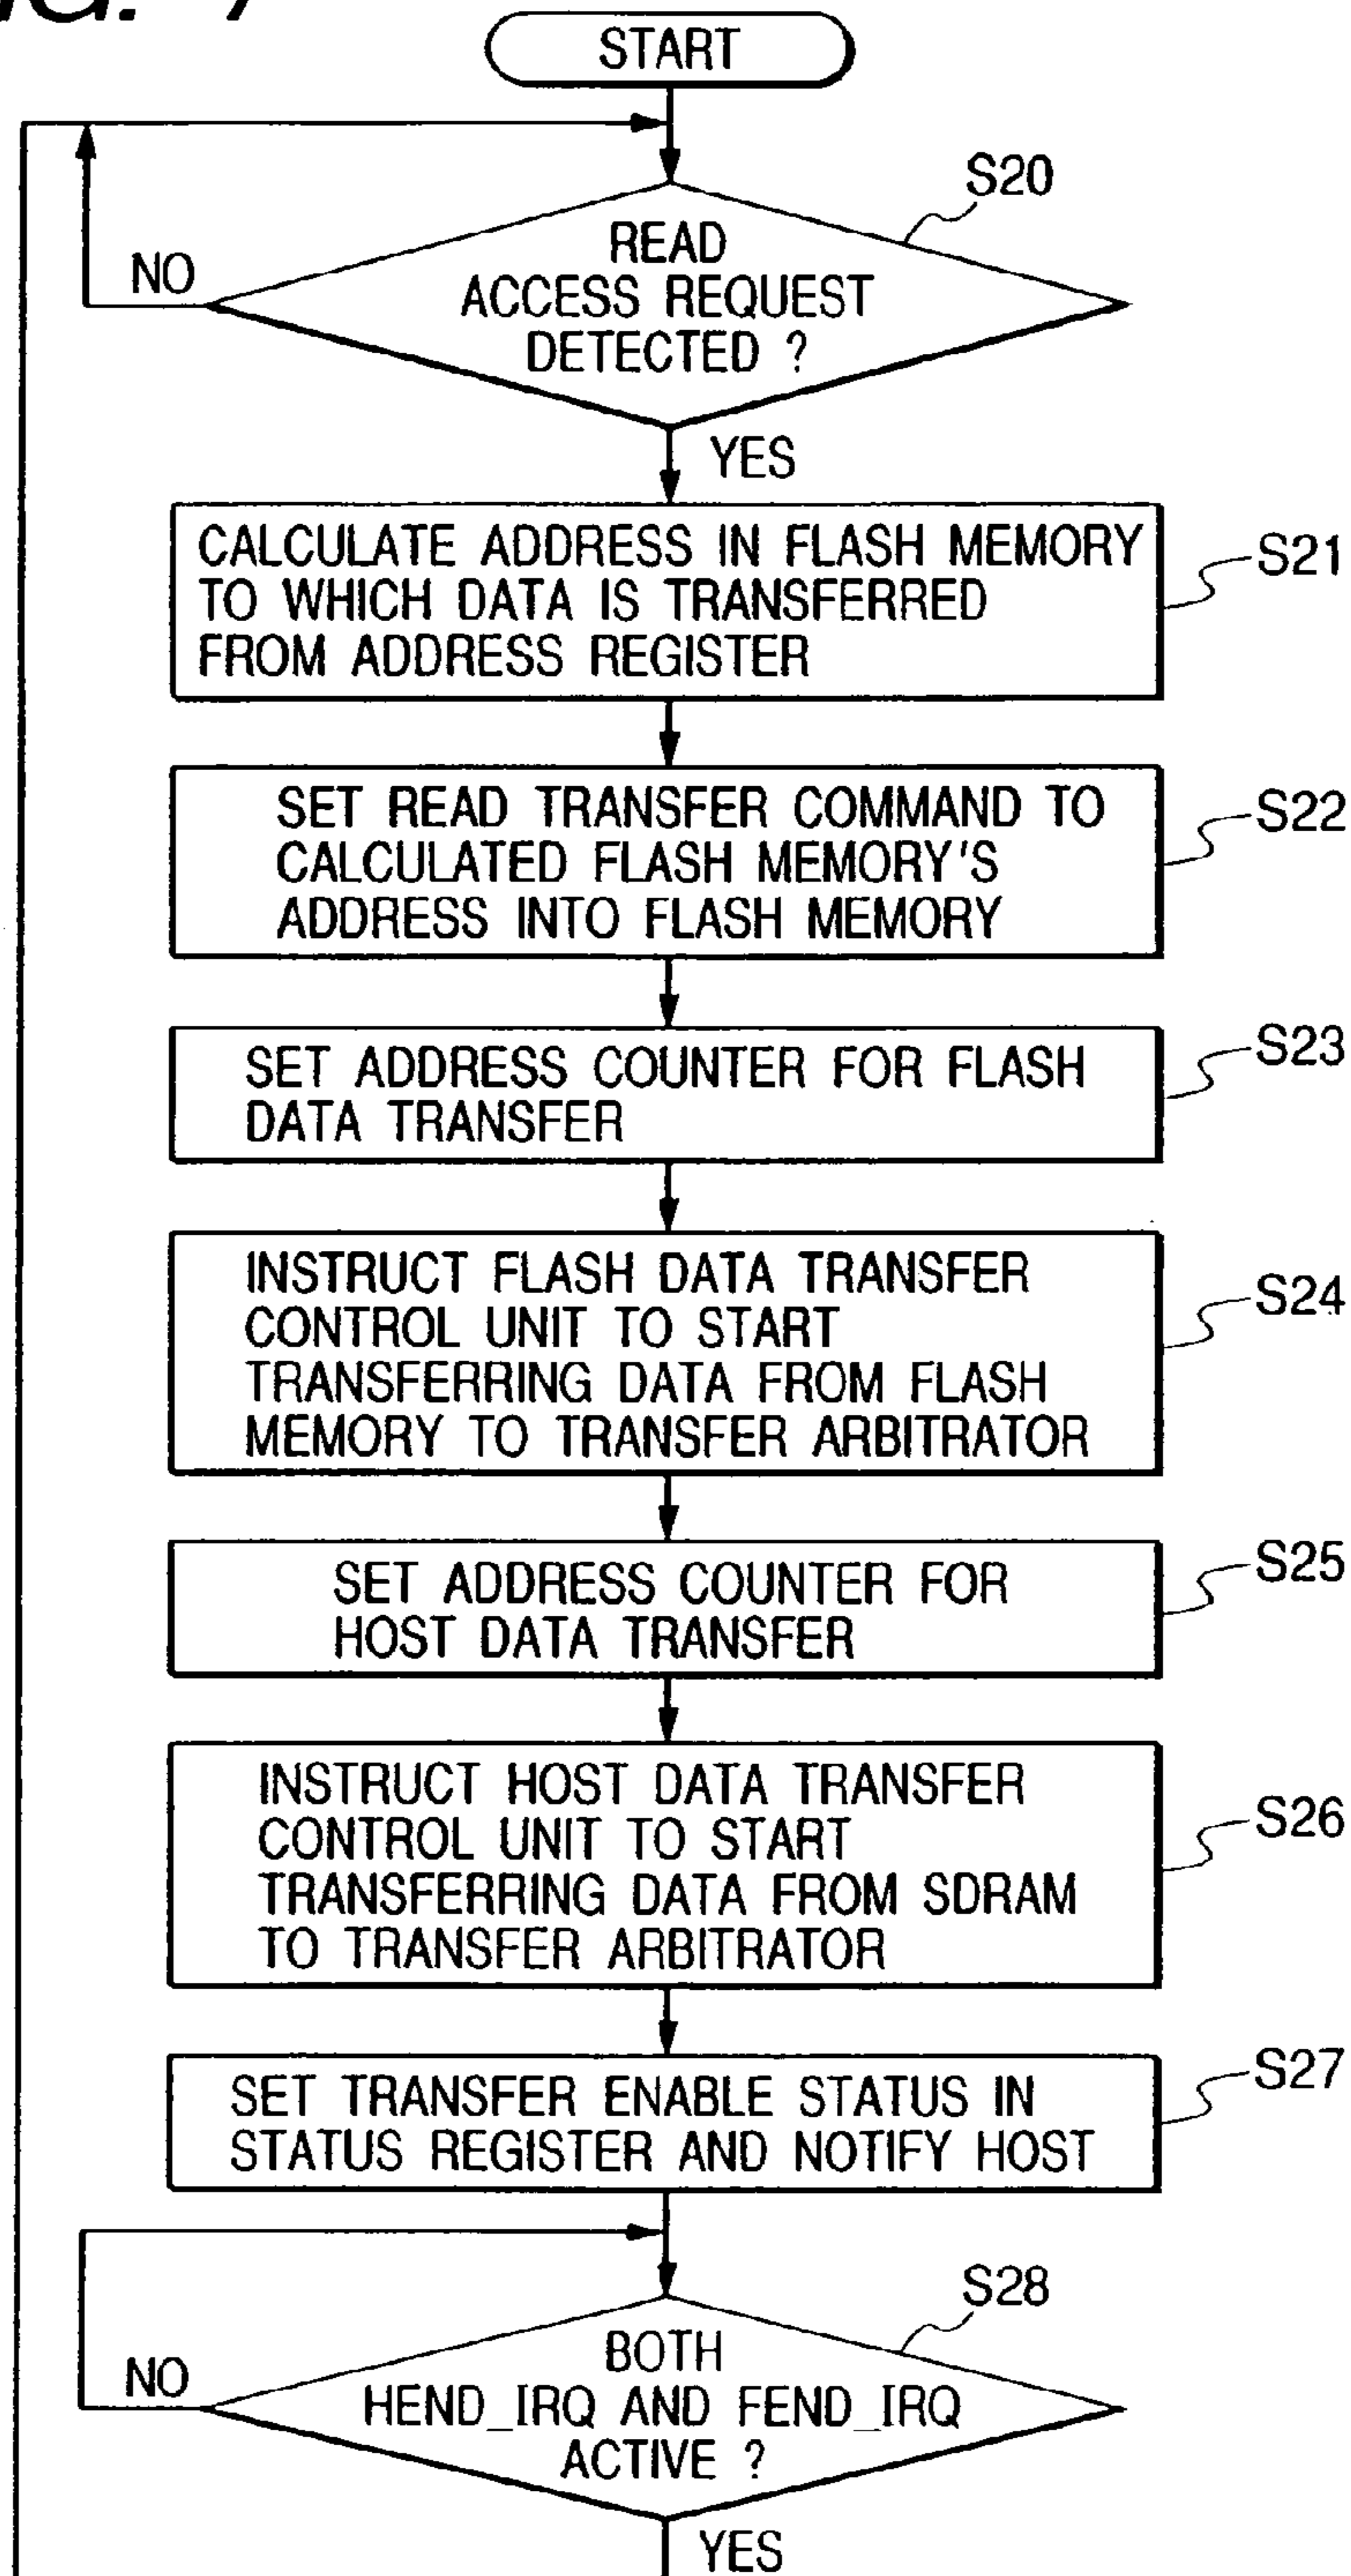 START
S20
READ
ACCESS REQUEST
DETECTED ?
NO
YES
CALCULATE ADDRESS IN FLASH MEMORY
TO WHICH DATA IS TRANSFERRED
FROM ADDRESS REGISTER
S21
SET READ TRANSFER COMMAND TO
CALCULATED FLASH MEMORY'S
ADDRESS INTO FLASH MEMORY
S22
SET ADDRESS COUNTER FOR FLASH
DATA TRANSFER
S23
INSTRUCT FLASH DATA TRANSFER
CONTROL UNIT TO START
TRANSFERRING DATA FROM FLASH
MEMORY TO TRANSFER ARBITRATOR
S24
SET ADDRESS COUNTER FOR
HOST DATA TRANSFER
S25
INSTRUCT HOST DATA TRANSFER
CONTROL UNIT TO START
TRANSFERRING DATA FROM SDRAM
TO TRANSFER ARBITRATOR
S26
SET TRANSFER ENABLE STATUS IN
STATUS REGISTER AND NOTIFY HOST
S27
S28
BOTH
HEND_IRQ AND FEND_IRQ
ACTIVE ?
NO
YES